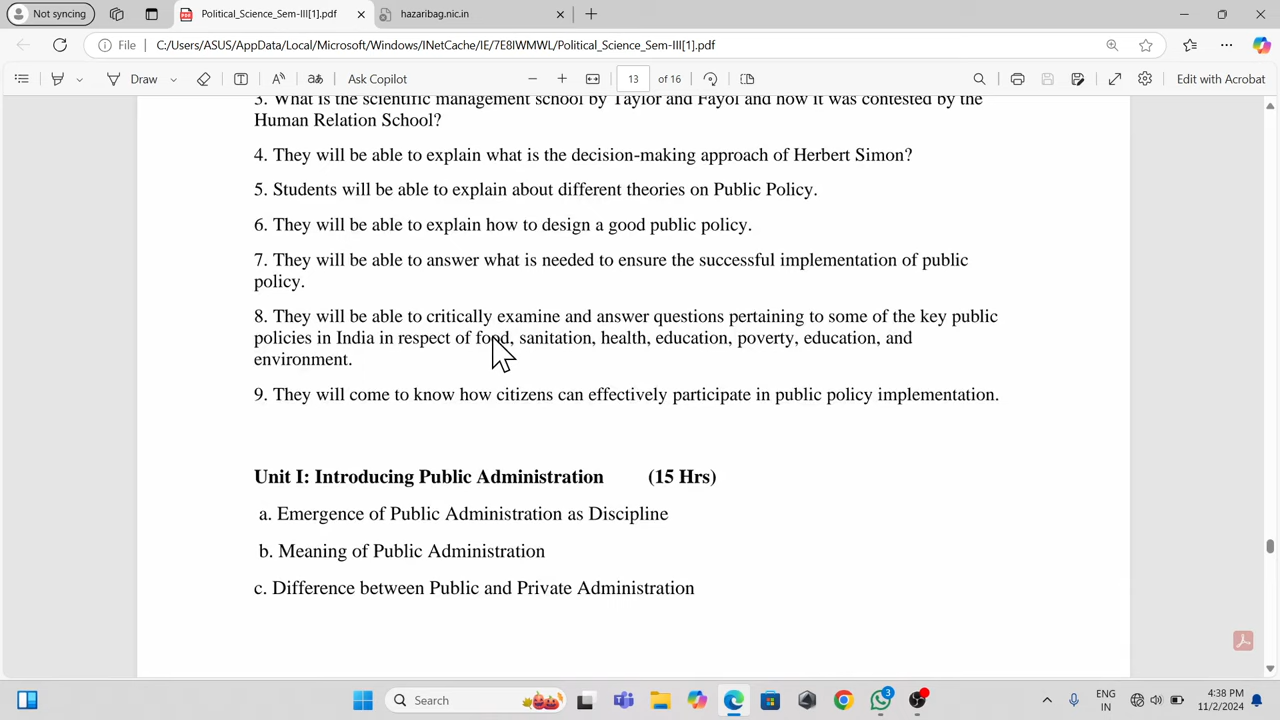 Not syncing
Political_Science_Sem-III[1].pdf
hazaribag.nic.in
File
C:/Users/ASUS/AppData/Local/Microsoft/Windows/INetCache/IE/7E8IWMWL/Political_Science_Sem-III[1].pdf
Draw
Ask Copilot
13 of 16
Edit with Acrobat
3. What is the scientific management school by Taylor and Fayol and how it was contested by the
Human Relation School?
4. They will be able to explain what is the decision-making approach of Herbert Simon?
5. Students will be able to explain about different theories on Public Policy.
6. They will be able to explain how to design a good public policy.
7. They will be able to answer what is needed to ensure the successful implementation of public
policy.
8. They will be able to critically examine and answer questions pertaining to some of the key public
policies in India in respect of food, sanitation, health, education, poverty, education, and
environment.
9. They will come to know how citizens can effectively participate in public policy implementation.
Unit I: Introducing Public Administration (15 Hrs)
a. Emergence of Public Administration as Discipline
b. Meaning of Public Administration
c. Difference between Public and Private Administration
Search
3
ENG
IN
4:38 PM
11/2/2024